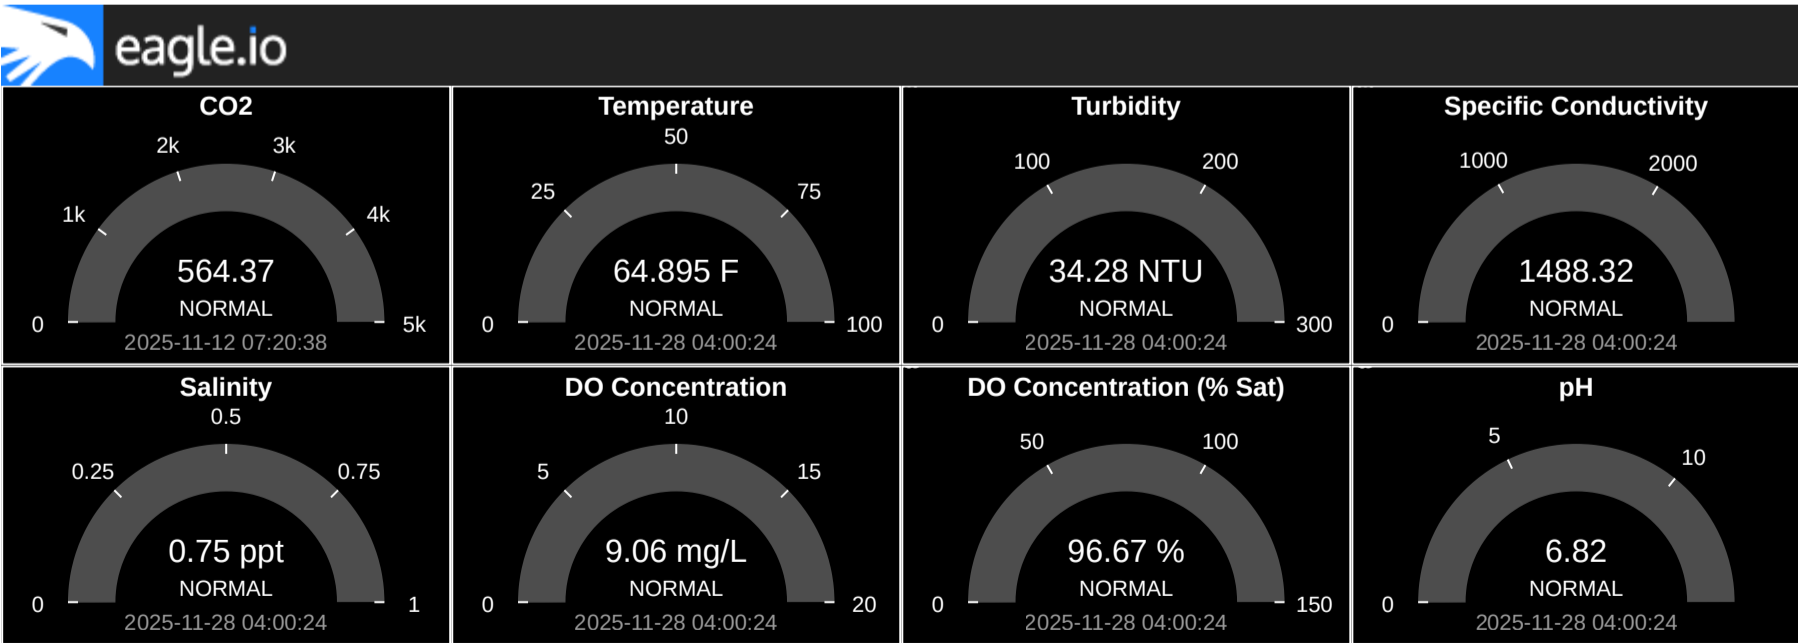 eagle.io
CO2
2k
3k
1k
4k
0
5k
564.37
NORMAL
2025-11-12 07:20:38
Temperature
50
25
75
0
100
64.895 F
NORMAL
2025-11-28 04:00:24
Turbidity
100
200
0
300
34.28 NTU
NORMAL
2025-11-28 04:00:24
Specific Conductivity
1000
2000
0
1488.32
NORMAL
2025-11-28 04:00:24
Salinity
0.5
0.25
0.75
0
1
0.75 ppt
NORMAL
2025-11-28 04:00:24
DO Concentration
10
5
15
0
20
9.06 mg/L
NORMAL
2025-11-28 04:00:24
DO Concentration (% Sat)
50
100
0
150
96.67 %
NORMAL
2025-11-28 04:00:24
pH
5
10
0
6.82
NORMAL
2025-11-28 04:00:24